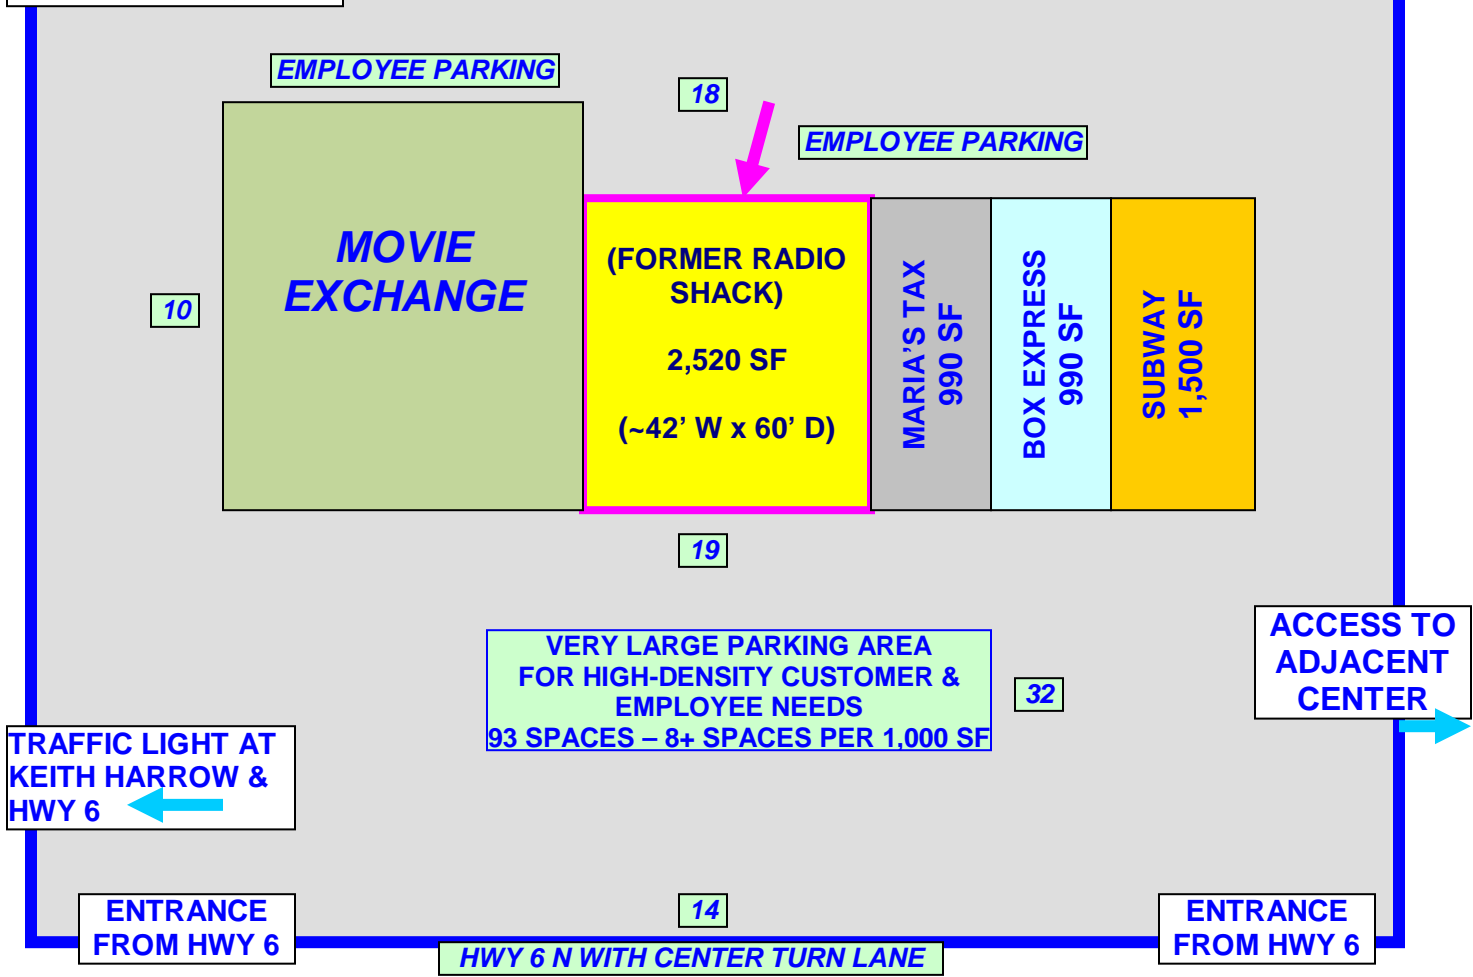 EMPLOYEE PARKING
18
EMPLOYEE PARKING
MOVIE
EXCHANGE
(FORMER RADIO
SHACK)
2,520 SF
(~42’ W x 60’ D)
MARIA’S TAX
990 SF
BOX EXPRESS
990 SF
SUBWAY
1,500 SF
10
19
VERY LARGE PARKING AREA
FOR HIGH-DENSITY CUSTOMER &
EMPLOYEE NEEDS
93 SPACES – 8+ SPACES PER 1,000 SF
32
ACCESS TO
ADJACENT
CENTER
TRAFFIC LIGHT AT
KEITH HARROW &
HWY 6
ENTRANCE
FROM HWY 6
14
ENTRANCE
FROM HWY 6
HWY 6 N WITH CENTER TURN LANE